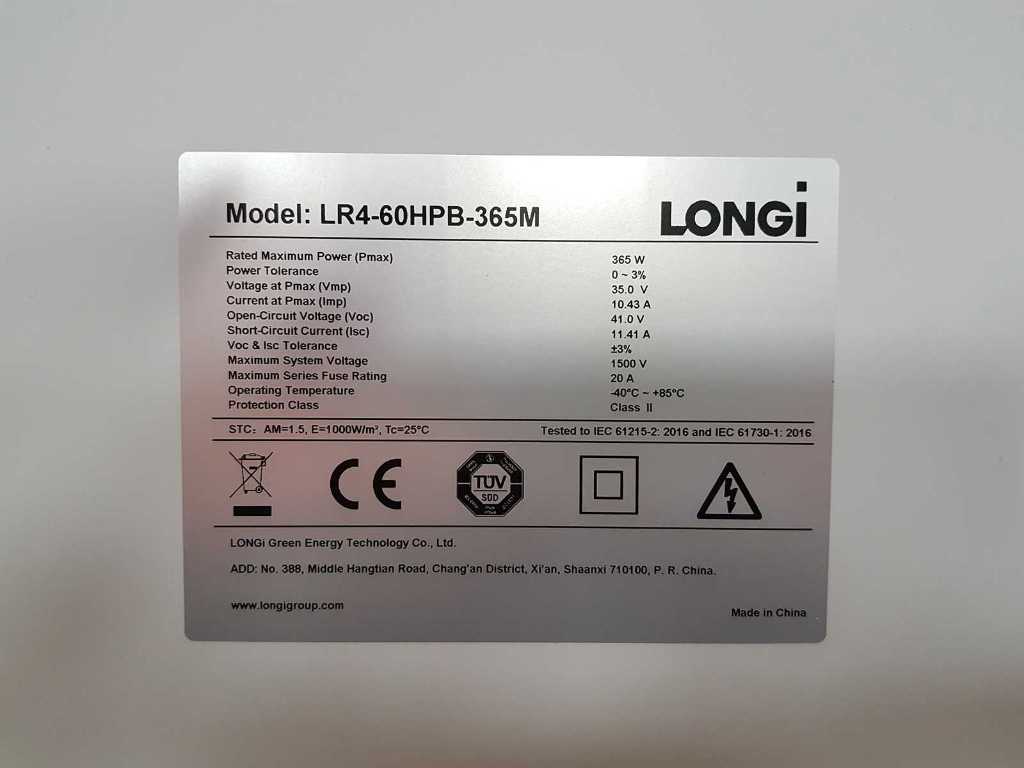 Model: LR4-60HPB-365M LONGi
Rated Maximum Power (Pmax) 365 W
Power Tolerance 0 ~ 3%
Voltage at Pmax (Vmp) 35.0 V
Current at Pmax (Imp) 10.43 A
Open-Circuit Voltage (Voc) 41.0 V
Short-Circuit Current (Isc) 11.41 A
Voc & Isc Tolerance ±3%
Maximum System Voltage 1500 V
Maximum Series Fuse Rating 20 A
Operating Temperature -40°C ~ +85°C
Protection Class Class II
STC: AM=1.5, E=1000W/m², Tc=25°C Tested to IEC 61215-2: 2016 and IEC 61730-1: 2016
CE
TÜV
SÜD
LONGi Green Energy Technology Co., Ltd.
ADD: No. 388, Middle Hangtian Road, Chang'an District, Xi'an, Shaanxi 710100, P. R. China.
www.longigroup.com Made in China